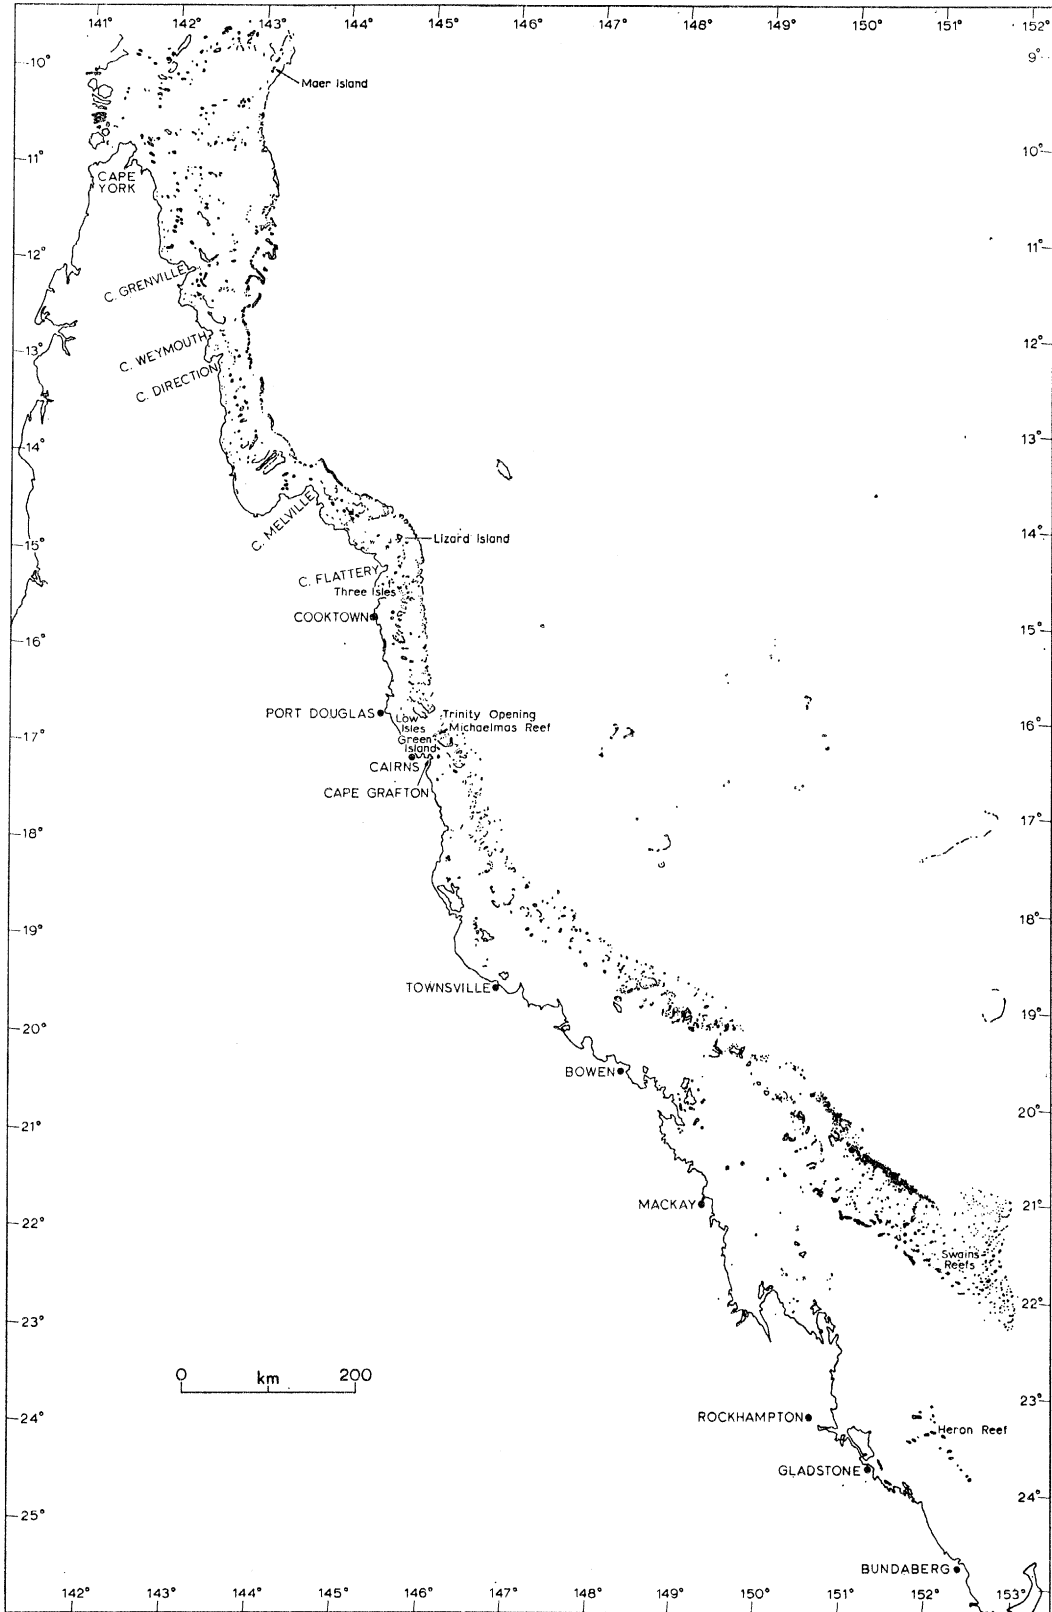 141° 142° 143° 144° 145° 146° 147° 148° 149° 150° 151° 152°
10°
9°
Maer Island
11°
10°
CAPE
YORK
12°
11°
C. GRENVILLE
C. WEYMOUTH
13°
12°
C. DIRECTION
14°
13°
C. MELVILLE
15°
14°
Lizard Island
C. FLATTERY
Three Isles
COOKTOWN
16°
15°
PORT DOUGLAS
Low
Isles
Trinity Opening
Michaelmas Reef
Green
Island
17°
16°
CAIRNS
CAPE GRAFTON
18°
17°
19°
18°
TOWNSVILLE
20°
19°
BOWEN
21°
20°
MACKAY
22°
21°
Swains
Reefs
23°
22°
0 km 200
24°
23°
ROCKHAMPTON
Heron Reef
GLADSTONE
25°
24°
BUNDABERG
142° 143° 144° 145° 146° 147° 148° 149° 150° 151° 152° 153°
25°